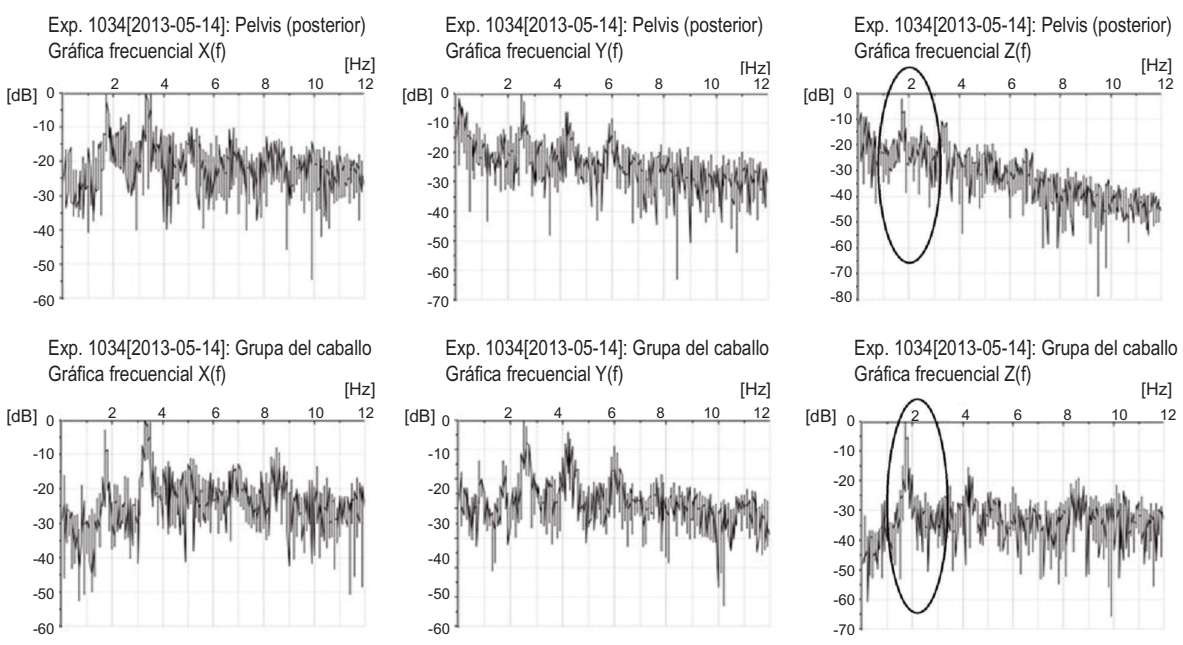 Exp. 1034[2013-05-14]: Pelvis (posterior)
Gráfica frecuencial X(f)
[Hz]
2 4 6 8 10 12
[dB]
0
-10
-20
-30
-40
-50
-60
Exp. 1034[2013-05-14]: Pelvis (posterior)
Gráfica frecuencial Y(f)
[Hz]
2 4 6 8 10 12
[dB]
0
-10
-20
-30
-40
-50
-60
-70
Exp. 1034[2013-05-14]: Pelvis (posterior)
Gráfica frecuencial Z(f)
[Hz]
2 4 6 8 10 12
[dB]
0
-10
-20
-30
-40
-50
-60
-70
-80
Exp. 1034[2013-05-14]: Grupa del caballo
Gráfica frecuencial X(f)
[Hz]
2 4 6 8 10 12
[dB]
0
-10
-20
-30
-40
-50
-60
Exp. 1034[2013-05-14]: Grupa del caballo
Gráfica frecuencial Y(f)
[Hz]
2 4 6 8 10 12
[dB]
0
-10
-20
-30
-40
-50
-60
Exp. 1034[2013-05-14]: Grupa del caballo
Gráfica frecuencial Z(f)
[Hz]
2 4 6 8 10 12
[dB]
0
-10
-20
-30
-40
-50
-60
-70